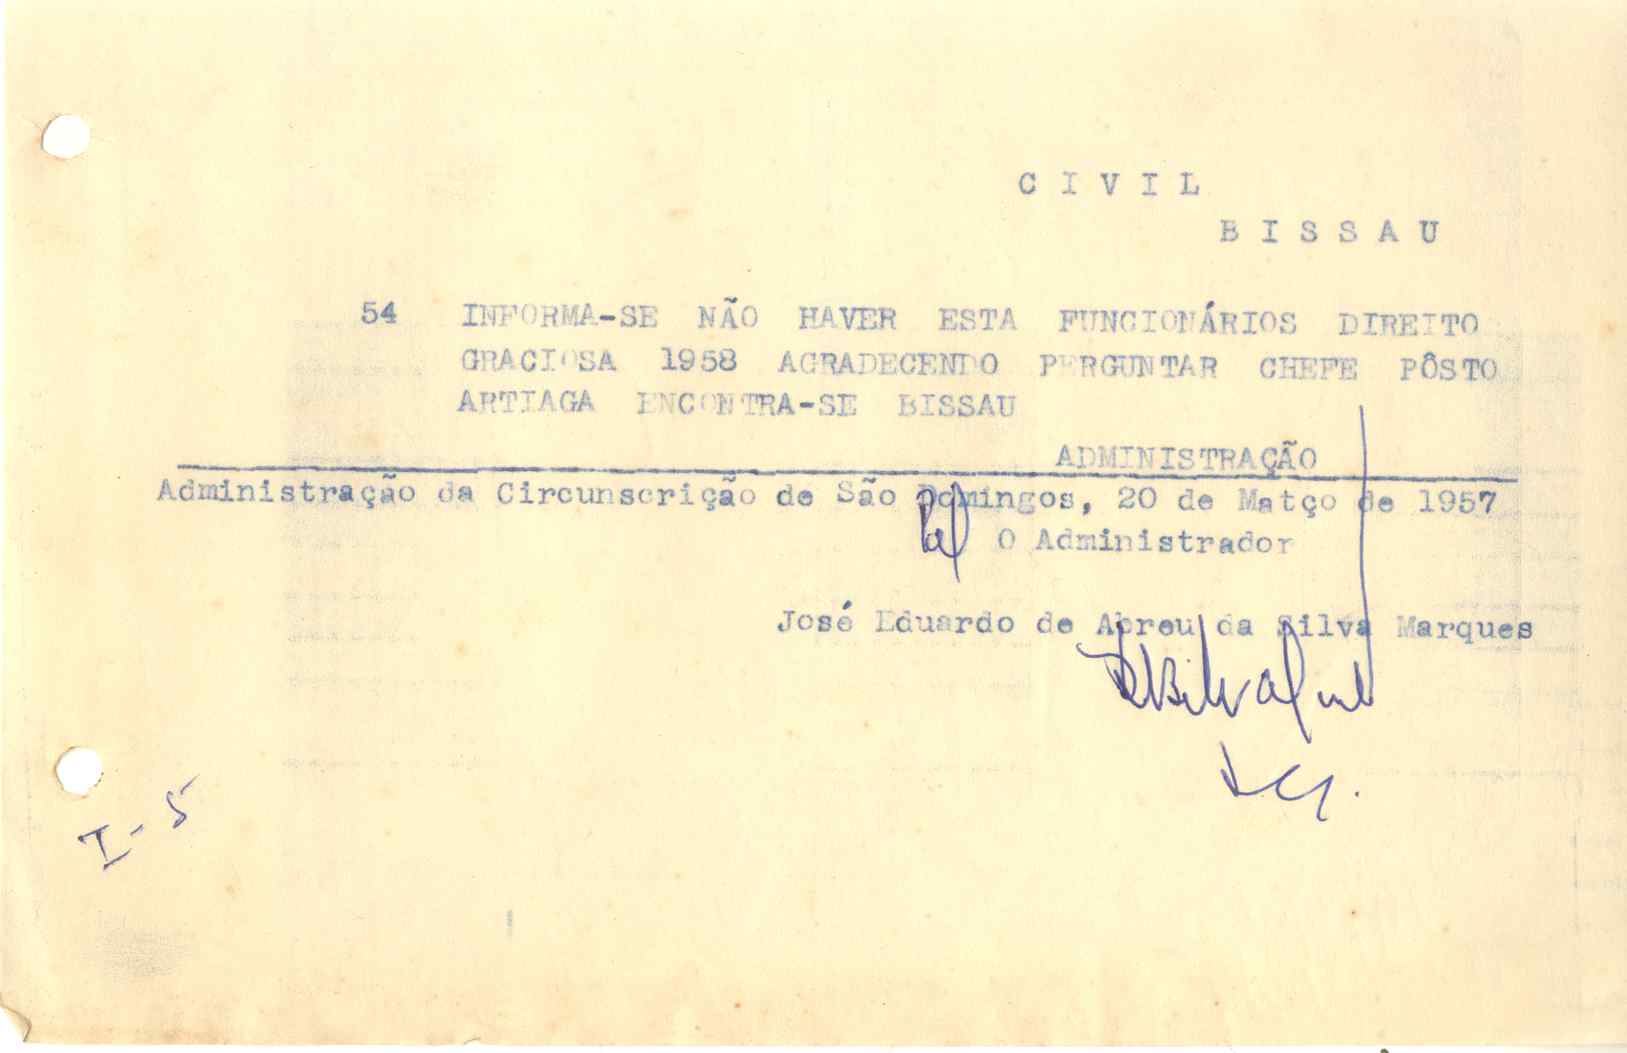 C I V I L
B I S S A U
54 INFORMA-SE NÃO HAVER ESTA FUNCIONÁRIOS DIREITO
GRACIOSA 1958 AGRADECENDO PERGUNTAR CHEFE PÔSTO
ARTIAGA ENCONTRA-SE BISSAU
ADMINISTRAÇÃO
Administração da Circunscrição de São Domingos, 20 de Matço de 1957
O Administrador
José Eduardo de Abreu da Silva Marques
I-5